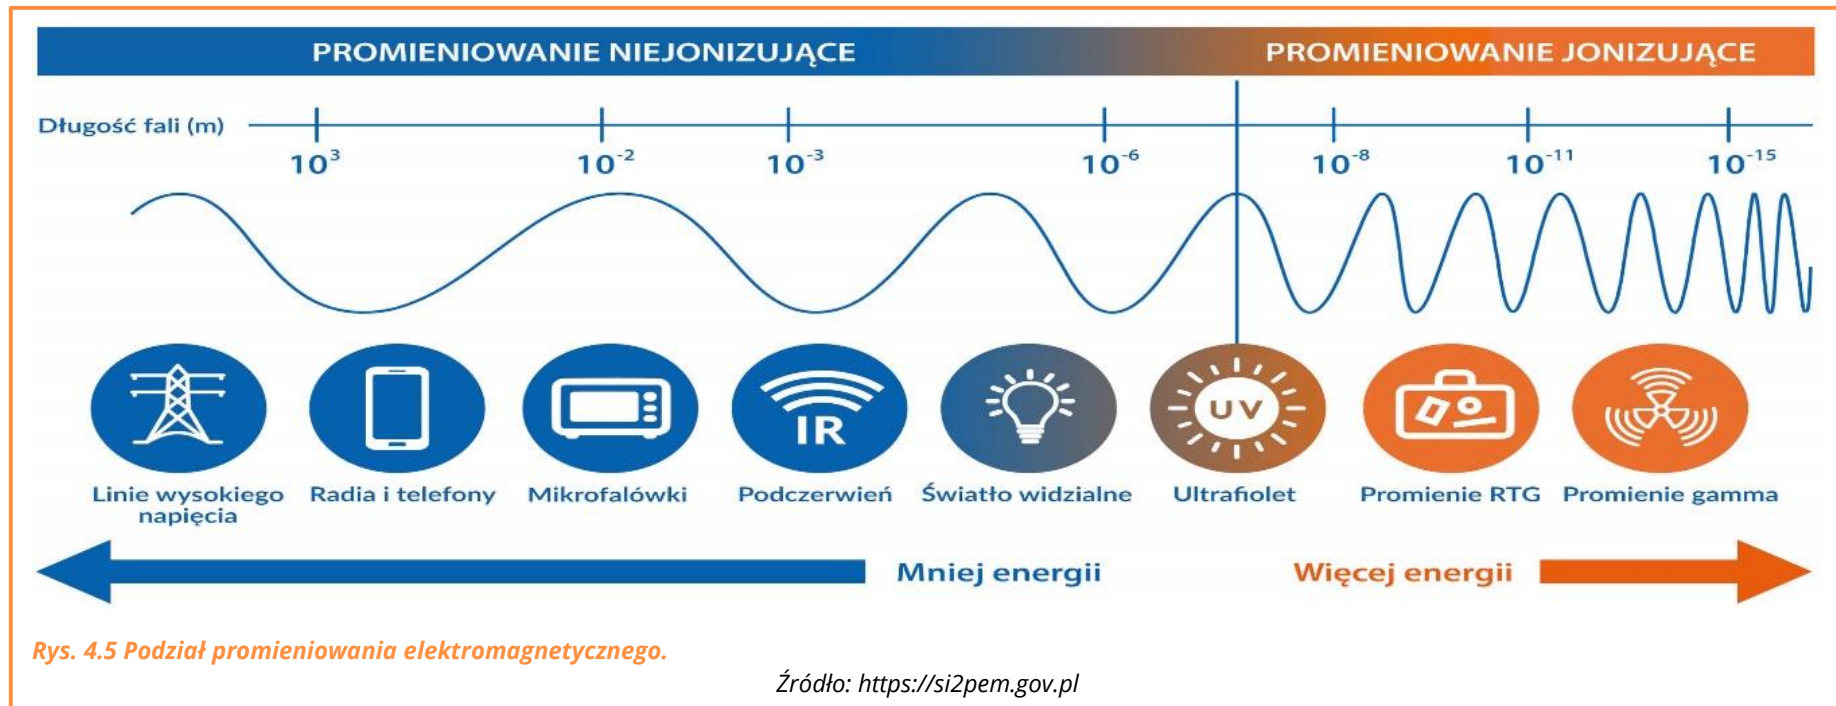 PROMIENIOWANIE NIEJONIZUJĄCE PROMIENIOWANIE JONIZUJĄCE
Długość fali (m)
10³ 10⁻² 10⁻³ 10⁻⁶ 10⁻⁸ 10⁻¹¹ 10⁻¹⁵
IR UV
Linie wysokiego napięcia Radia i telefony Mikrofalówki Podczerwień Światło widzialne Ultrafiolet Promienie RTG Promienie gamma
Mniej energii Więcej energii
Rys. 4.5 Podział promieniowania elektromagnetycznego.
Źródło: https://si2pem.gov.pl